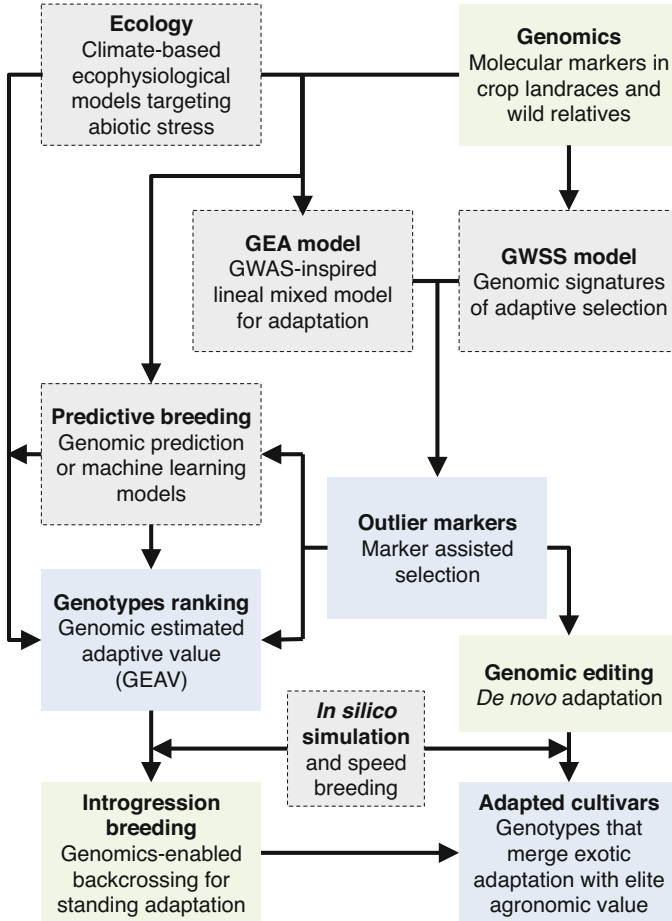 Ecology
Climate-based
ecophysiological
models targeting
abiotic stress
Genomics
Molecular markers in
crop landraces and
wild relatives
GEA model
GWAS-inspired
lineal mixed model
for adaptation
GWSS model
Genomic signatures
of adaptive selection
Predictive breeding
Genomic prediction
or machine learning
models
Outlier markers
Marker assisted
selection
Genotypes ranking
Genomic estimated
adaptive value
(GEAV)
Genomic editing
De novo adaptation
In silico
simulation
and speed
breeding
Introgression
breeding
Genomics-enabled
backcrossing for
standing adaptation
Adapted cultivars
Genotypes that
merge exotic
adaptation with elite
agronomic value